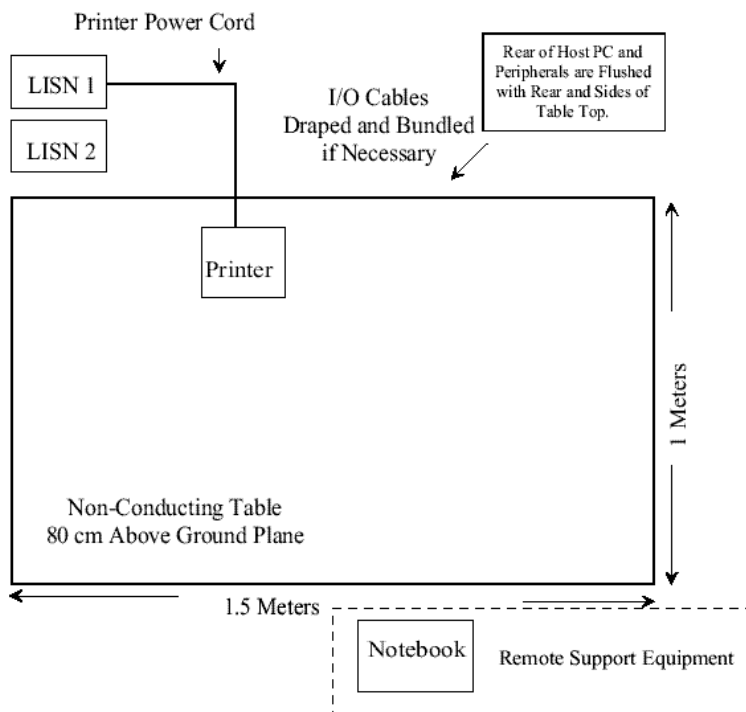 Printer Power Cord
LISN 1
LISN 2
I/O Cables
Draped and Bundled
if Necessary
Rear of Host PC and
Peripherals are Flushed
with Rear and Sides of
Table Top.
Printer
1 Meters
Non-Conducting Table
80 cm Above Ground Plane
1.5 Meters
Notebook
Remote Support Equipment